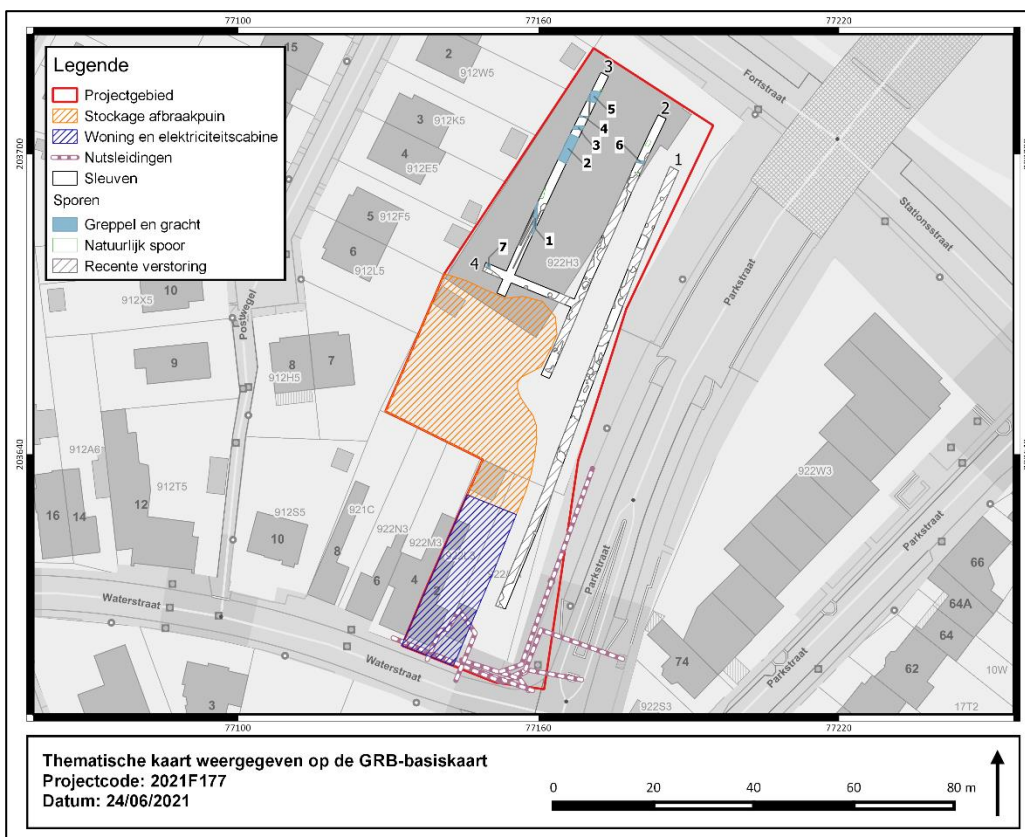 77100
77160
77220
Legende
Projectgebied
Stockage afbraakpuin
Woning en elektriciteitscabine
Nutsleidingen
Sleuven
Sporen
Greppel en gracht
Natuurlijk spoor
Recente verstoring
15
2
912W5
3
912K5
4
912E5
5
912F5
6
912L5
3
5
4
3
2
6
2
1
1
7
4
922H3
Fortstraat
Stationsstraat
Parkstraat
203700
10
912X5
Postwegel
9
8
7
912H5
203640
912A6
912T5
12
16
14
10
912S5
921C
8
922N3
6
922M3
4
2
Waterstraat
Waterstraat
Parkstraat
922W3
Parkstraat
66
64A
64
62
74
Parkstraat
10W
17T2
922S3
3
77100
77160
77220
Thematische kaart weergegeven op de GRB-basiskaart
Projectcode: 2021F177
Datum: 24/06/2021
0 20 40 60 80 m